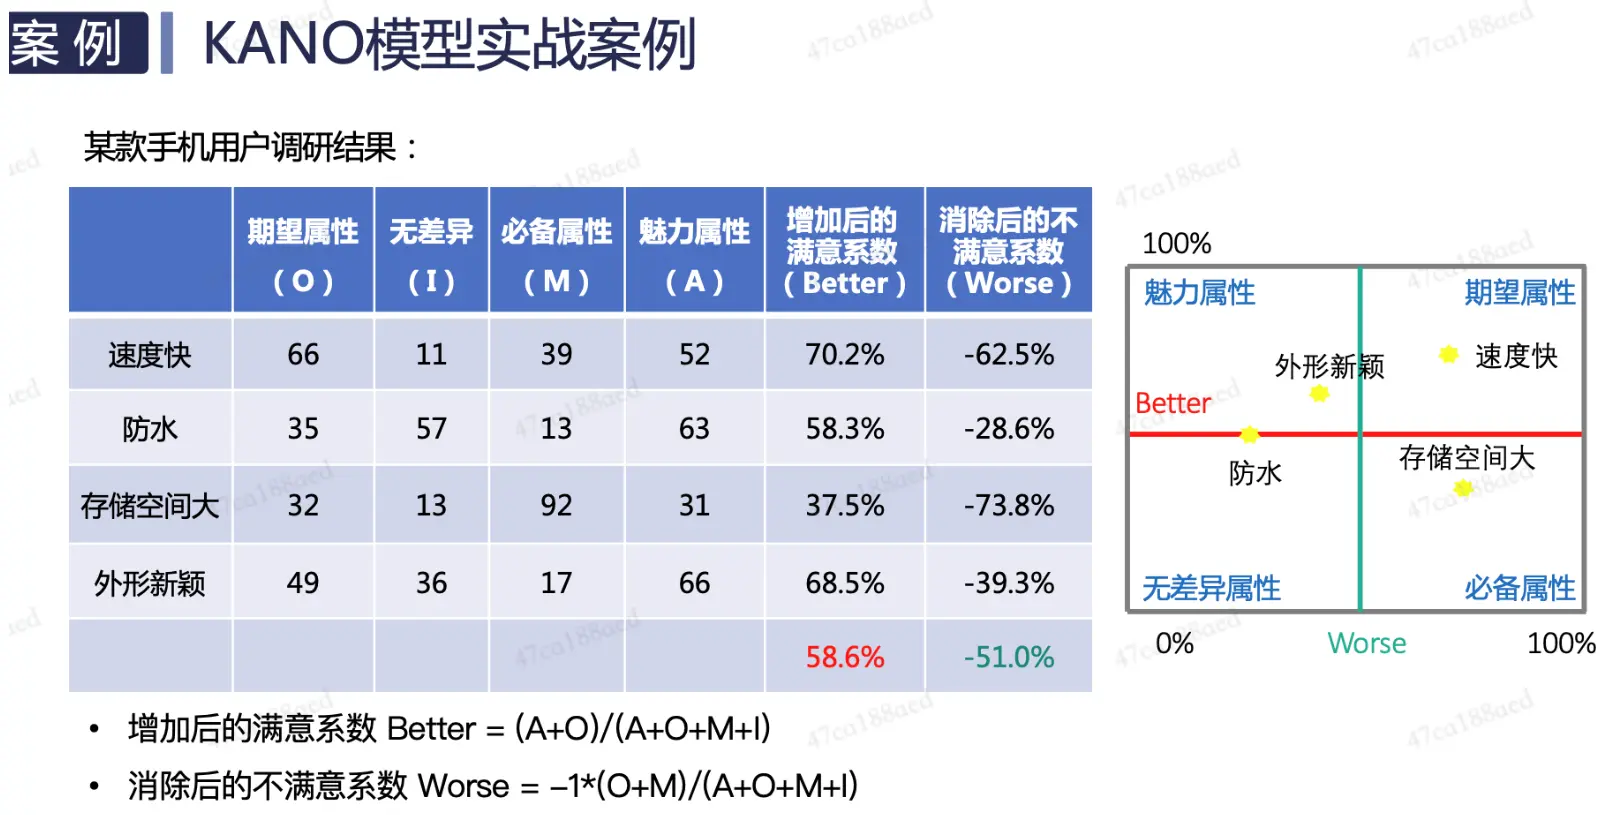 案 例
KANO模型实战案例
某款手机用户调研结果：
期望属性（O） 无差异（I） 必备属性（M） 魅力属性（A） 增加后的满意系数（Better） 消除后的不满意系数（Worse）
速度快 66 11 39 52 70.2% -62.5%
防水 35 57 13 63 58.3% -28.6%
存储空间大 32 13 92 31 37.5% -73.8%
外形新颖 49 36 17 66 68.5% -39.3%
58.6% -51.0%
• 增加后的满意系数 Better = (A+O)/(A+O+M+I)
• 消除后的不满意系数 Worse = -1*(O+M)/(A+O+M+I)
100%
魅力属性 期望属性
外形新颖 速度快
Better
防水 存储空间大
无差异属性 必备属性
0% Worse 100%
47ca188aed